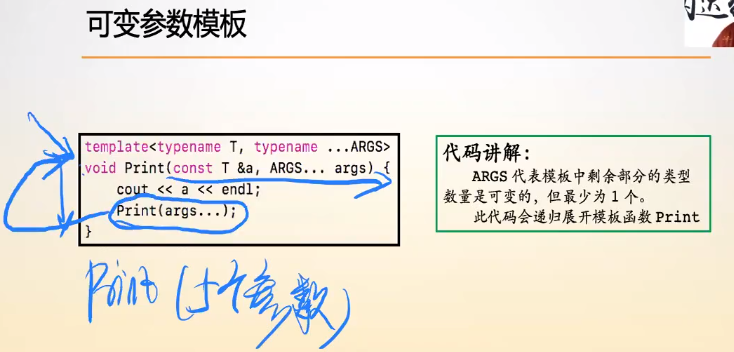 可变参数模板
template<typename T, typename ...ARGS>
void Print(const T &a, ARGS... args) {
cout << a << endl;
Print(args...);
}
代码讲解：
ARGS 代表模板中剩余部分的类型
数量是可变的，但最少为 1 个。
此代码会递归展开模板函数 Print
Print (5个参数)